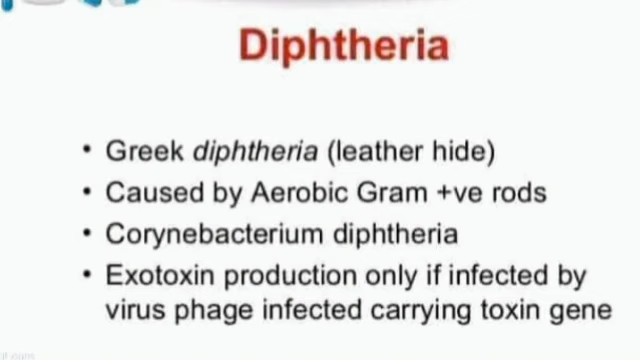 Diphtheria
• Greek diphtheria (leather hide)
• Caused by Aerobic Gram +ve rods
• Corynebacterium diphtheria
• Exotoxin production only if infected by
virus phage infected carrying toxin gene